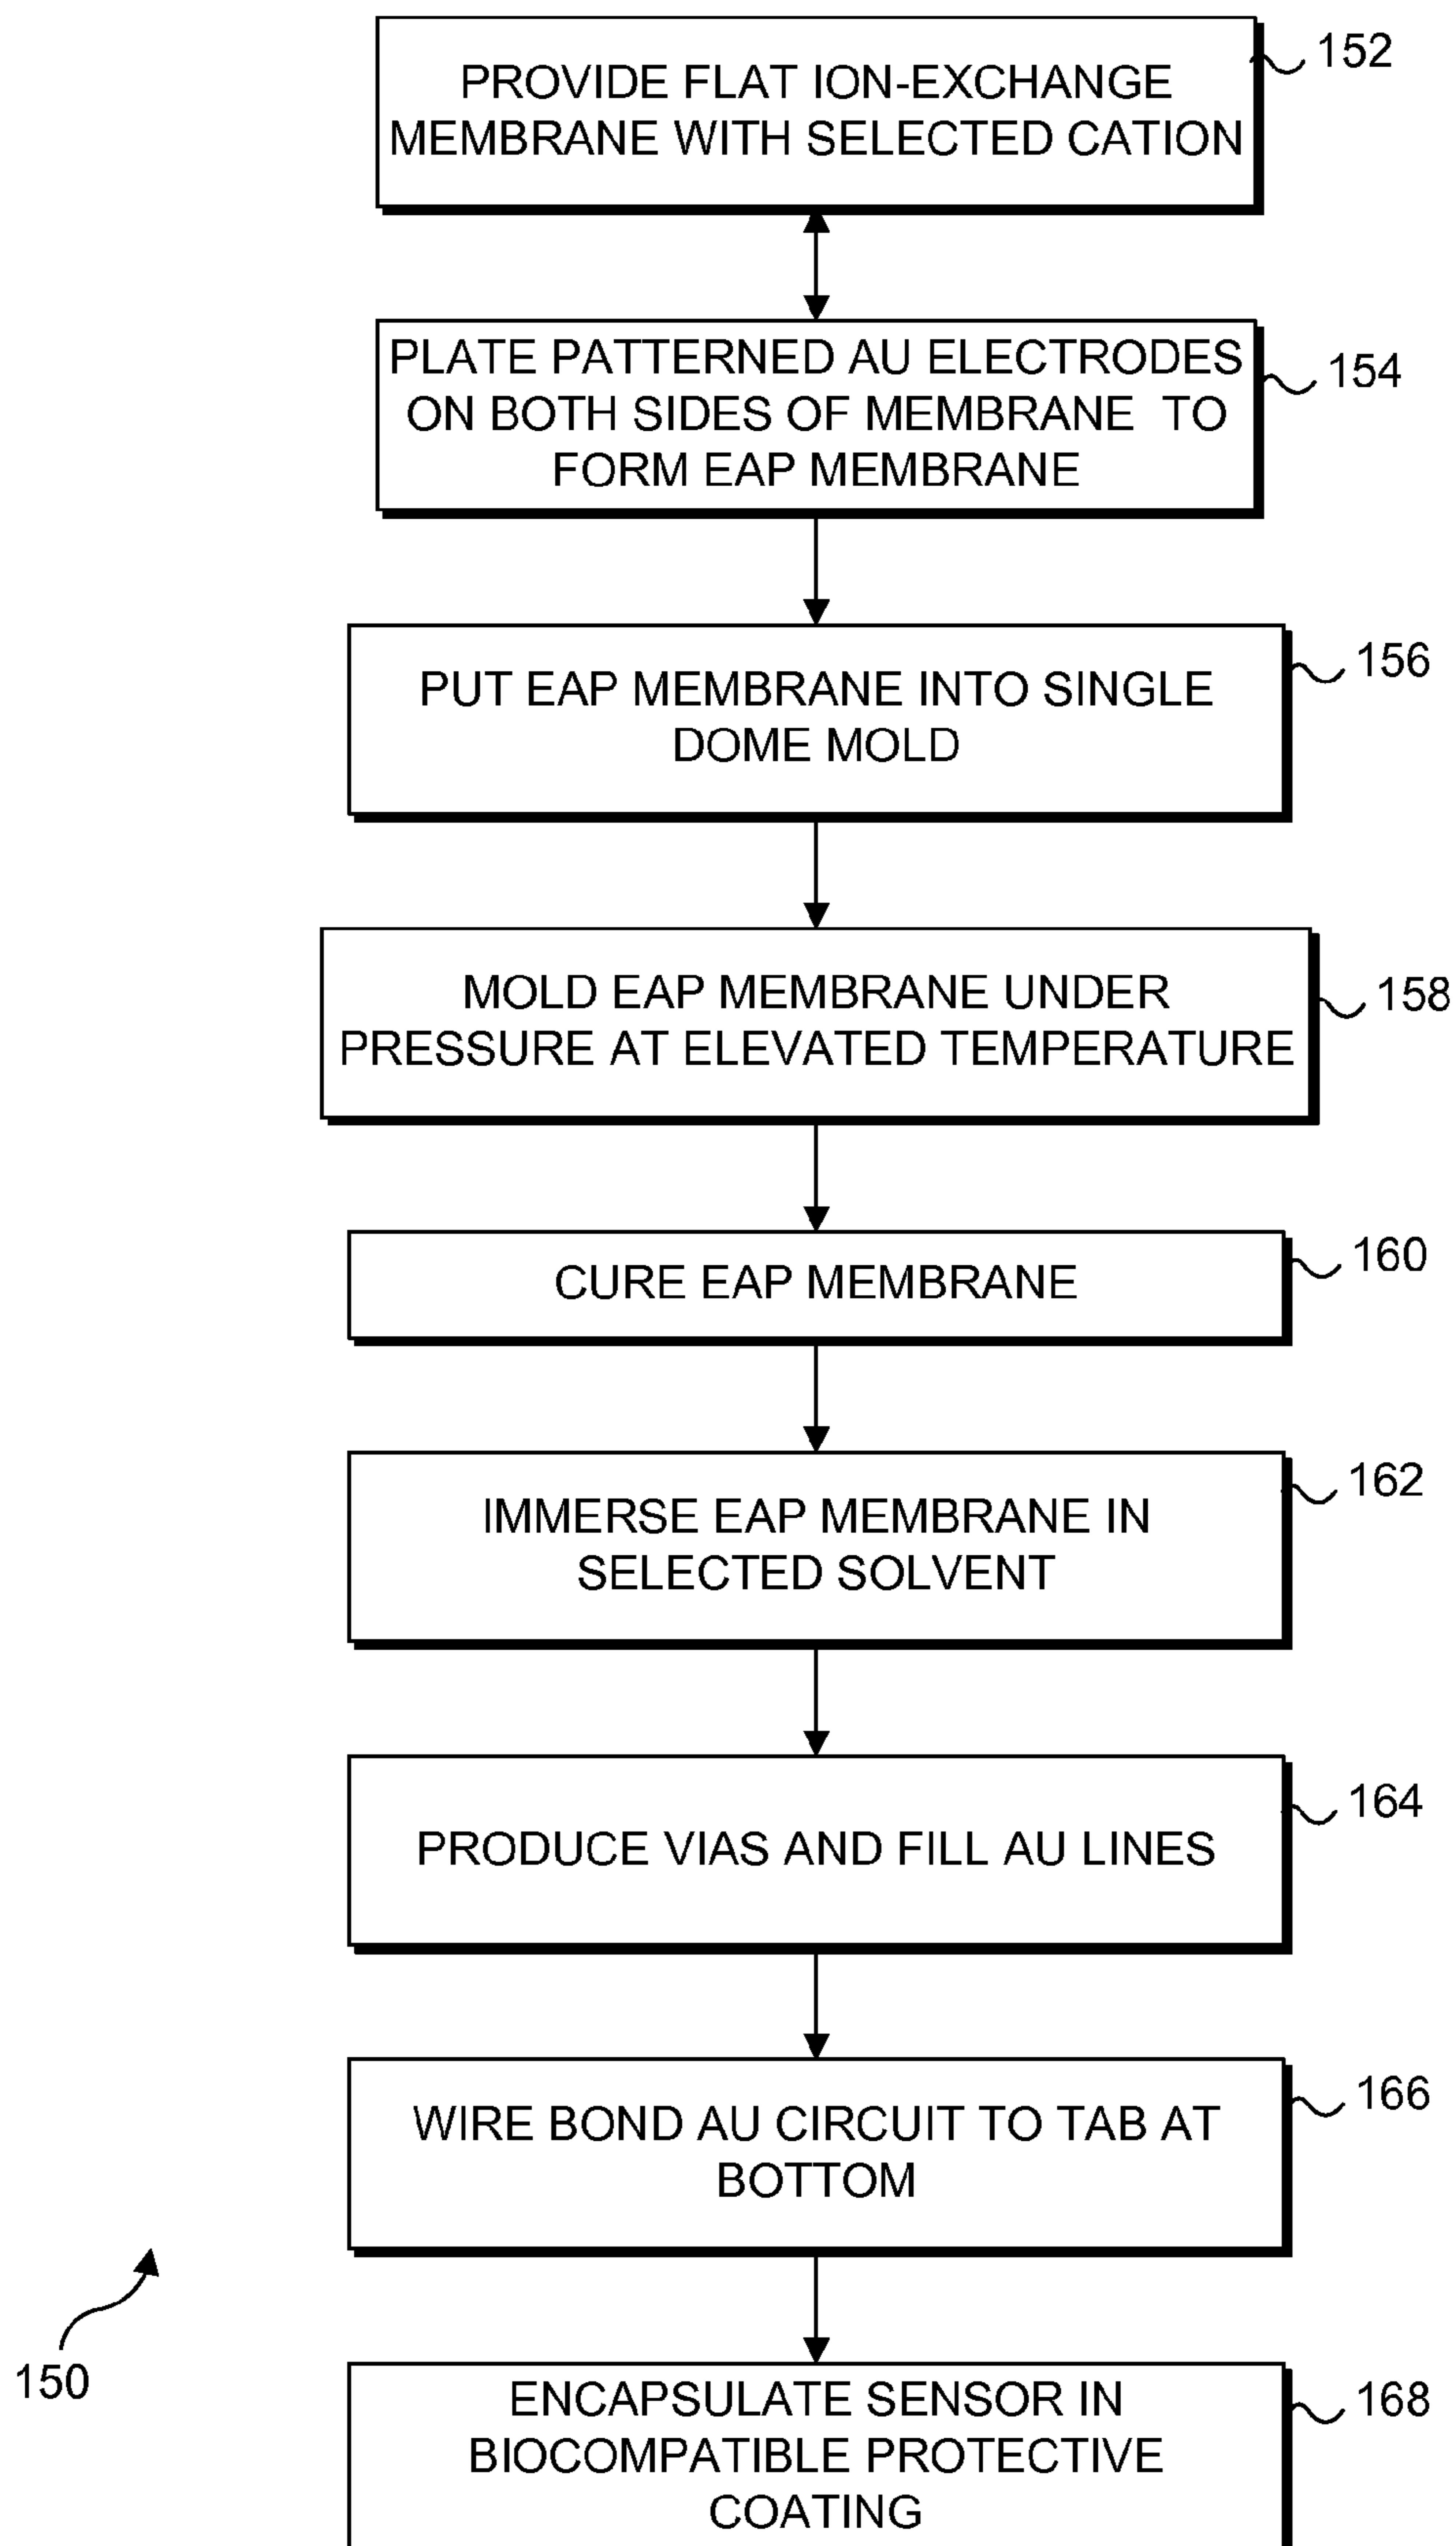 PROVIDE FLAT ION-EXCHANGE
MEMBRANE WITH SELECTED CATION
152
PLATE PATTERNED AU ELECTRODES
ON BOTH SIDES OF MEMBRANE TO
FORM EAP MEMBRANE
154
PUT EAP MEMBRANE INTO SINGLE
DOME MOLD
156
MOLD EAP MEMBRANE UNDER
PRESSURE AT ELEVATED TEMPERATURE
158
CURE EAP MEMBRANE
160
IMMERSE EAP MEMBRANE IN
SELECTED SOLVENT
162
PRODUCE VIAS AND FILL AU LINES
164
WIRE BOND AU CIRCUIT TO TAB AT
BOTTOM
166
150
ENCAPSULATE SENSOR IN
BIOCOMPATIBLE PROTECTIVE
COATING
168